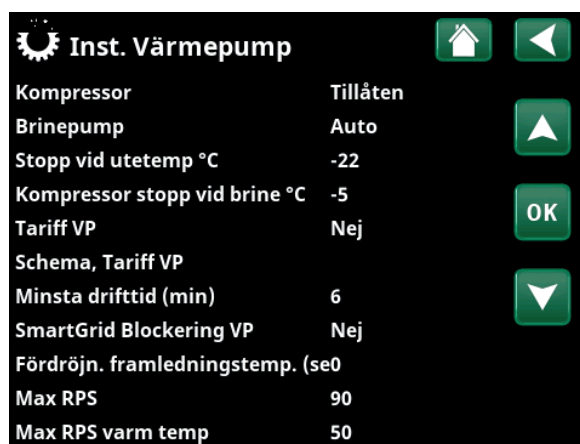 Inst. Värmepump
Kompressor Tillåten
Brinepump Auto
Stopp vid utetemp °C -22
Kompressor stopp vid brine °C -5
OK
Tariff VP Nej
Schema, Tariff VP
Minsta drifttid (min) 6
SmartGrid Blockering VP Nej
Fördröjn. framledningstemp. (se0
Max RPS 90
Max RPS varm temp 50